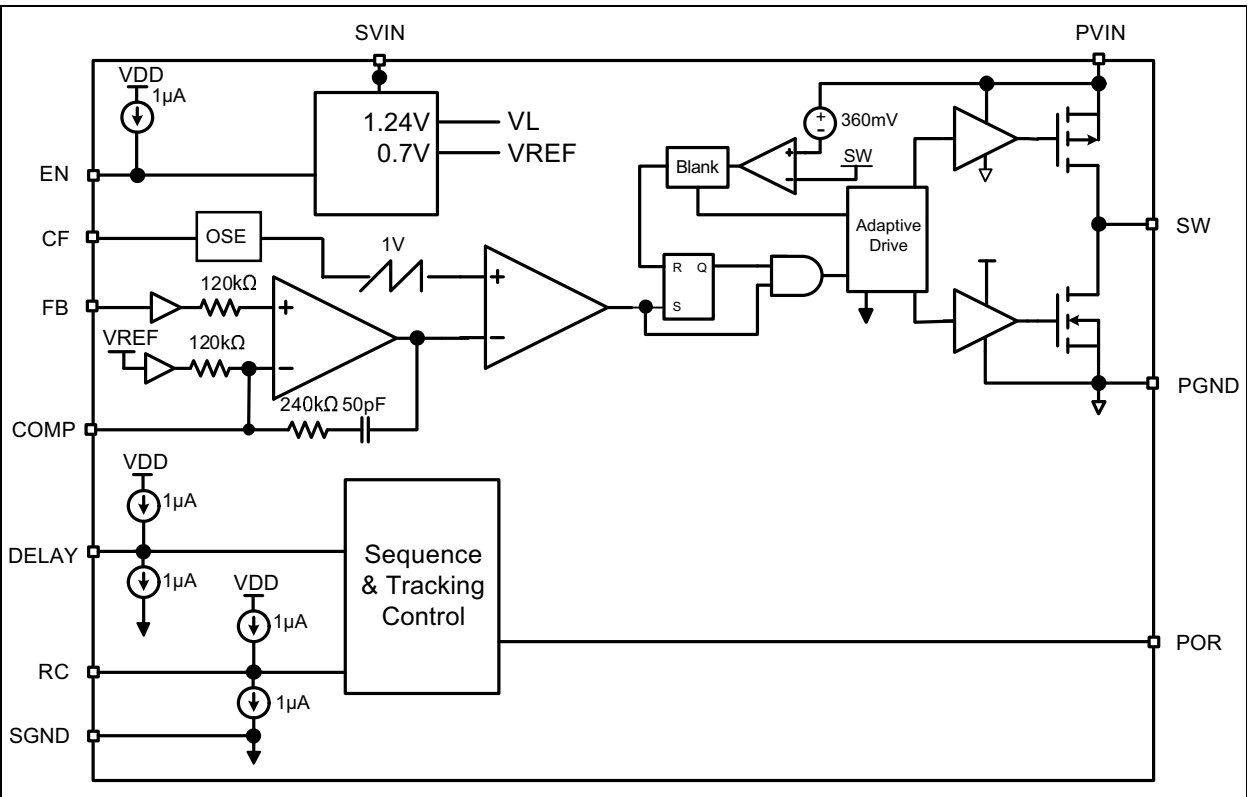 SVIN
PVIN
VDD
1µA
1.24V
VL
0.7V
VREF
EN
+
-
360mV
SW
+
-
Blank
CF
OSE
1V
Adaptive
Drive
SW
R Q
S
FB
120kΩ
+
+
VREF
120kΩ
-
-
240kΩ
50pF
COMP
PGND
VDD
1µA
DELAY
1µA
Sequence
& Tracking
Control
VDD
1µA
RC
1µA
POR
SGND